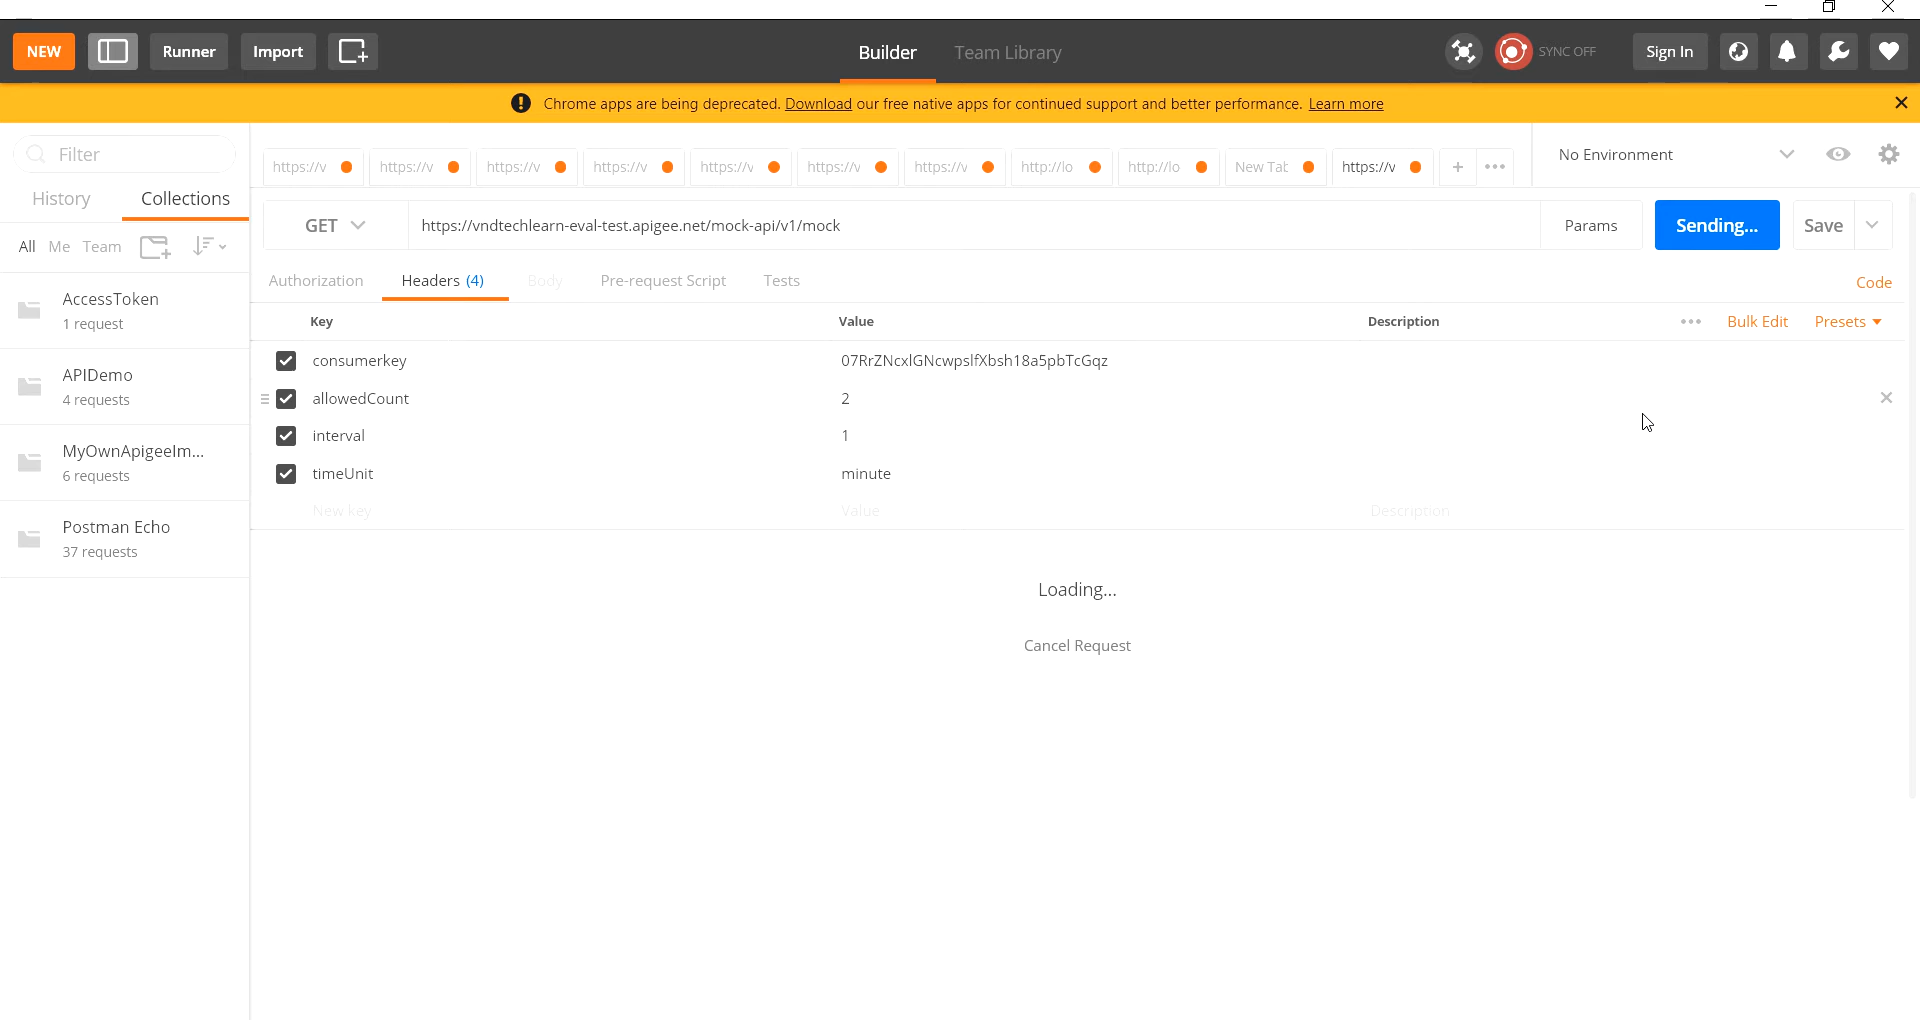 NEW Runner Import Builder Team Library SYNC OFF Sign In
Chrome apps are being deprecated. Download our free native apps for continued support and better performance. Learn more
Filter
https://v https://v https://v https://v https://v https://v https://v http://lo http://lo New Tab https://v + No Environment
History Collections
GET https://vndtechlearn-eval-test.apigee.net/mock-api/v1/mock Params Sending... Save
All Me Team
Authorization Headers (4) Body Pre-request Script Tests Code
Key Value Description Bulk Edit Presets
AccessToken
1 request
consumerkey 07RrZNcxlGNcwpslfXbsh18a5pbTcGqz
allowedCount 2
interval 1
timeUnit minute
New key Value Description
APIDemo
4 requests
MyOwnApigeeIm...
6 requests
Postman Echo
37 requests
Loading...
Cancel Request